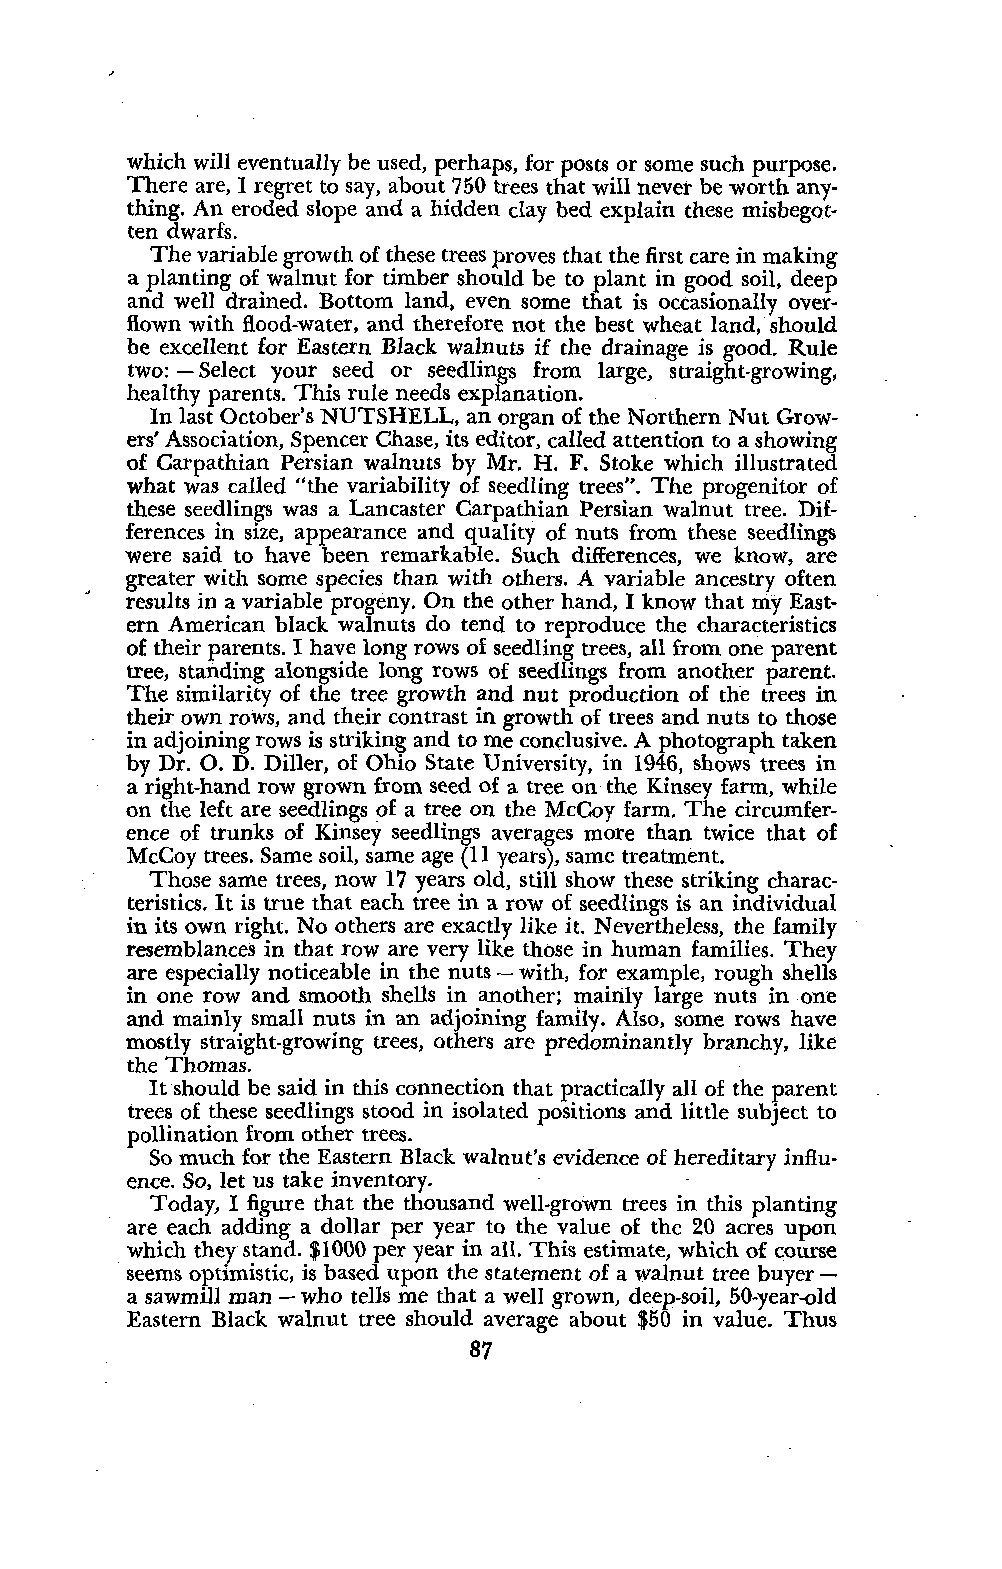 which will eventually be used, perhaps, for posts or some such purpose.
There are, I regret to say, about 750 trees that will never be worth any-
thing. An eroded slope and a hidden clay bed explain these misbegot-
ten dwarfs.
The variable growth of these trees proves that the first care in making
a planting of walnut for timber should be to plant in good soil, deep
and well drained. Bottom land, even some that is occasionally over-
flown with flood-water, and therefore not the best wheat land, should
be excellent for Eastern Black walnuts if the drainage is good. Rule
two: — Select your seed or seedlings from large, straight-growing,
healthy parents. This rule needs explanation.
In last October's NUTSHELL, an organ of the Northern Nut Grow-
ers' Association, Spencer Chase, its editor, called attention to a showing
of Carpathian Persian walnuts by Mr. H. F. Stoke which illustrated
what was called "the variability of seedling trees". The progenitor of
these seedlings was a Lancaster Carpathian Persian walnut tree. Dif-
ferences in size, appearance and quality of nuts from these seedlings
were said to have been remarkable. Such differences, we know, are
greater with some species than with others. A variable ancestry often
results in a variable progeny. On the other hand, I know that my East-
ern American black walnuts do tend to reproduce the characteristics
of their parents. I have long rows of seedling trees, all from one parent
tree, standing alongside long rows of seedlings from another parent.
The similarity of the tree growth and nut production of the trees in
their own rows, and their contrast in growth of trees and nuts to those
in adjoining rows is striking and to me conclusive. A photograph taken
by Dr. O. D. Diller, of Ohio State University, in 1946, shows trees in
a right-hand row grown from seed of a tree on the Kinsey farm, while
on the left are seedlings of a tree on the McCoy farm. The circumfer-
ence of trunks of Kinsey seedlings averages more than twice that of
McCoy trees. Same soil, same age (11 years), same treatment.
Those same trees, now 17 years old, still show these striking charac-
teristics. It is true that each tree in a row of seedlings is an individual
in its own right. No others are exactly like it. Nevertheless, the family
resemblances in that row are very like those in human families. They
are especially noticeable in the nuts — with, for example, rough shells
in one row and smooth shells in another; mainly large nuts in one
and mainly small nuts in an adjoining family. Also, some rows have
mostly straight-growing trees, others are predominantly branchy, like
the Thomas.
It should be said in this connection that practically all of the parent
trees of these seedlings stood in isolated positions and little subject to
pollination from other trees.
So much for the Eastern Black walnut's evidence of hereditary influ-
ence. So, let us take inventory.
Today, I figure that the thousand well-grown trees in this planting
are each adding a dollar per year to the value of the 20 acres upon
which they stand. $1000 per year in all. This estimate, which of course
seems optimistic, is based upon the statement of a walnut tree buyer —
a sawmill man — who tells me that a well grown, deep-soil, 50-year-old
Eastern Black walnut tree should average about $50 in value. Thus
87